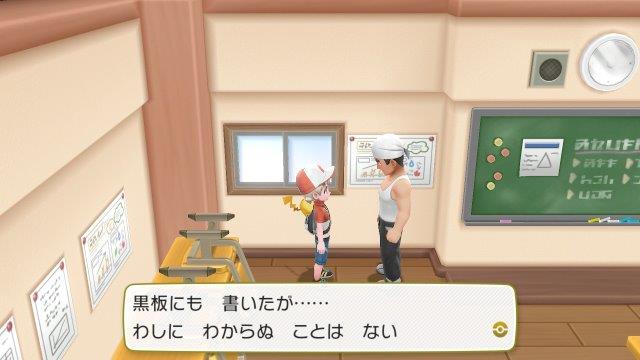 黒板にも　書いたが……
わしに　わからぬ　ことは　ない